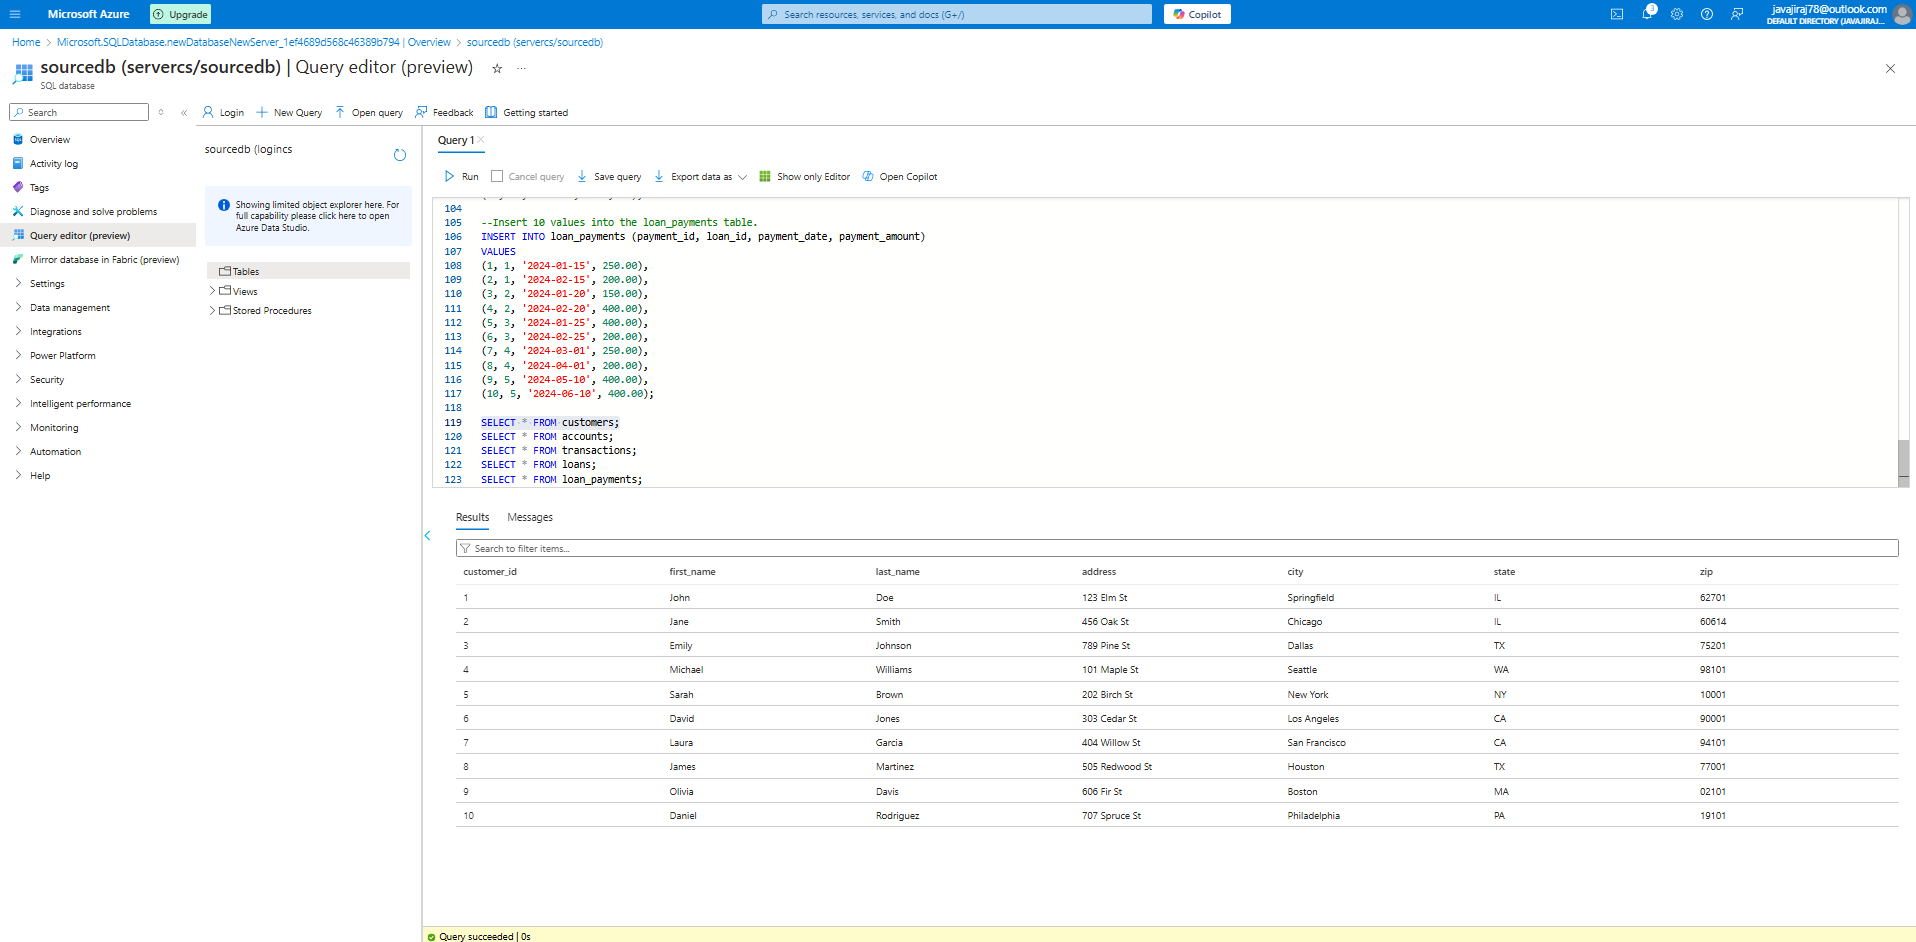 Microsoft Azure
Upgrade
Search resources, services, and docs (G+/)
Copilot
3
javajiraj78@outlook.com
DEFAULT DIRECTORY (JAVAJIRAJ...
Home > Microsoft.SQLDatabase.newDatabaseNewServer_1ef4689d568c46389b794 | Overview > sourcedb (servercs/sourcedb)
sourcedb (servercs/sourcedb) | Query editor (preview)
...
SQL database
Search
Login
New Query
Open query
Feedback
Getting started
Overview
Activity log
Tags
Diagnose and solve problems
Query editor (preview)
Mirror database in Fabric (preview)
Settings
Data management
Integrations
Power Platform
Security
Intelligent performance
Monitoring
Automation
Help
sourcedb (logincs
Showing limited object explorer here. For
full capability please click here to open
Azure Data Studio.
Tables
Views
Stored Procedures
Query 1
Run
Cancel query
Save query
Export data as
Show only Editor
Open Copilot
104
105 --Insert 10 values into the loan_payments table.
106 INSERT INTO loan_payments (payment_id, loan_id, payment_date, payment_amount)
107 VALUES
108 (1, 1, '2024-01-15', 250.00),
109 (2, 1, '2024-02-15', 200.00),
110 (3, 2, '2024-01-20', 150.00),
111 (4, 2, '2024-02-20', 400.00),
112 (5, 3, '2024-01-25', 400.00),
113 (6, 3, '2024-02-25', 200.00),
114 (7, 4, '2024-03-01', 250.00),
115 (8, 4, '2024-04-01', 200.00),
116 (9, 5, '2024-05-10', 400.00),
117 (10, 5, '2024-06-10', 400.00);
118
119 SELECT * FROM customers;
120 SELECT * FROM accounts;
121 SELECT * FROM transactions;
122 SELECT * FROM loans;
123 SELECT * FROM loan_payments;
Results
Messages
Search to filter items...
customer_id first_name last_name address city state zip
1 John Doe 123 Elm St Springfield IL 62701
2 Jane Smith 456 Oak St Chicago IL 60614
3 Emily Johnson 789 Pine St Dallas TX 75201
4 Michael Williams 101 Maple St Seattle WA 98101
5 Sarah Brown 202 Birch St New York NY 10001
6 David Jones 303 Cedar St Los Angeles CA 90001
7 Laura Garcia 404 Willow St San Francisco CA 94101
8 James Martinez 505 Redwood St Houston TX 77001
9 Olivia Davis 606 Fir St Boston MA 02101
10 Daniel Rodriguez 707 Spruce St Philadelphia PA 19101
Query succeeded | 0s